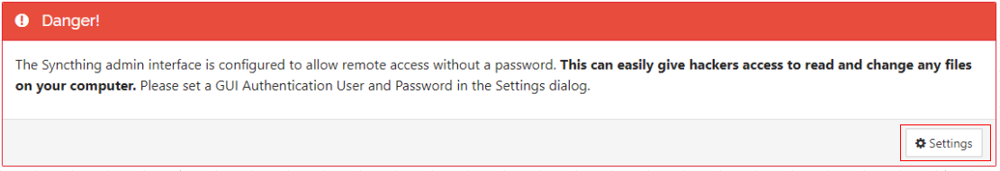 Danger!
The Syncthing admin interface is configured to allow remote access without a password. This can easily give hackers access to read and change any files
on your computer. Please set a GUI Authentication User and Password in the Settings dialog.
Settings